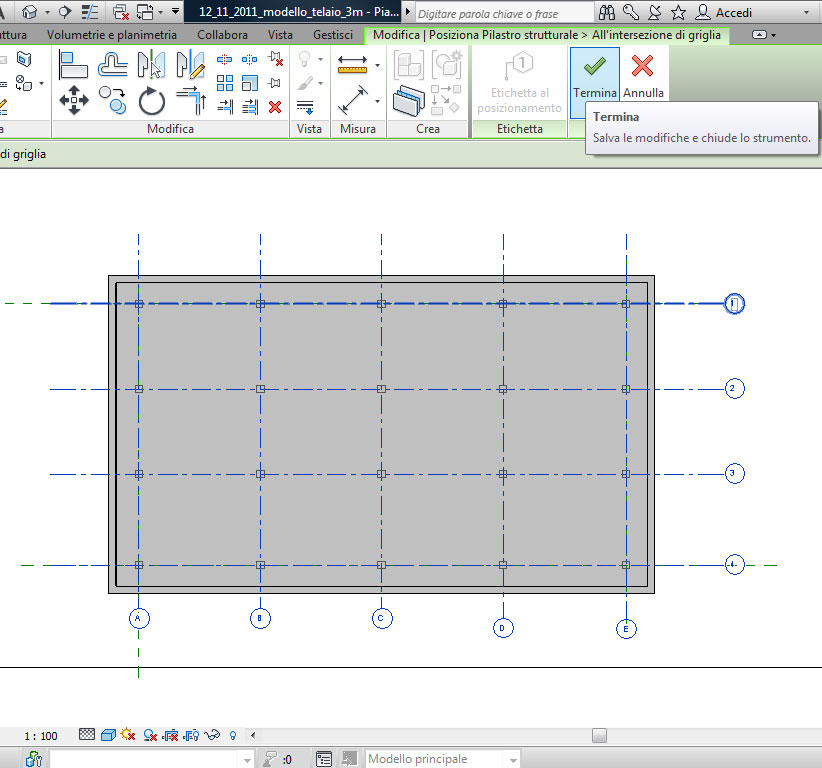 12_11_2011_modello_telaio_3m - Pia...
Digitare parola chiave o frase
Accedi
uttura Volumetrie e planimetria Collabora Vista Gestisci Modifica | Posiziona Pilastro strutturale > All'intersezione di griglia
Etichetta al posizionamento
Termina Annulla
a Modifica Vista Misura Crea Etichetta
Termina
Salva le modifiche e chiude lo strumento.
di griglia
1
2
3
4
A B C D E
1 : 100
:0 Modello principale